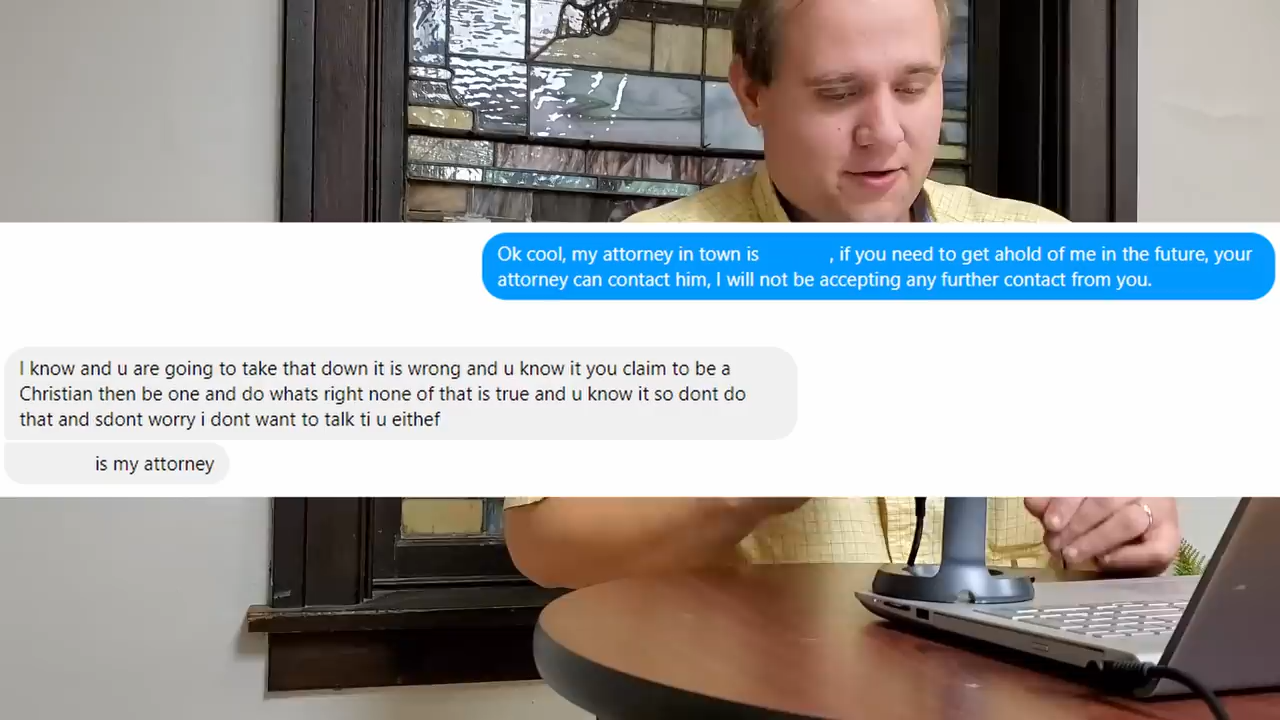 Ok cool, my attorney in town is , if you need to get ahold of me in the future, your
attorney can contact him, I will not be accepting any further contact from you.
I know and u are going to take that down it is wrong and u know it you claim to be a
Christian then be one and do whats right none of that is true and u know it so dont do
that and sdont worry i dont want to talk ti u eithef
is my attorney